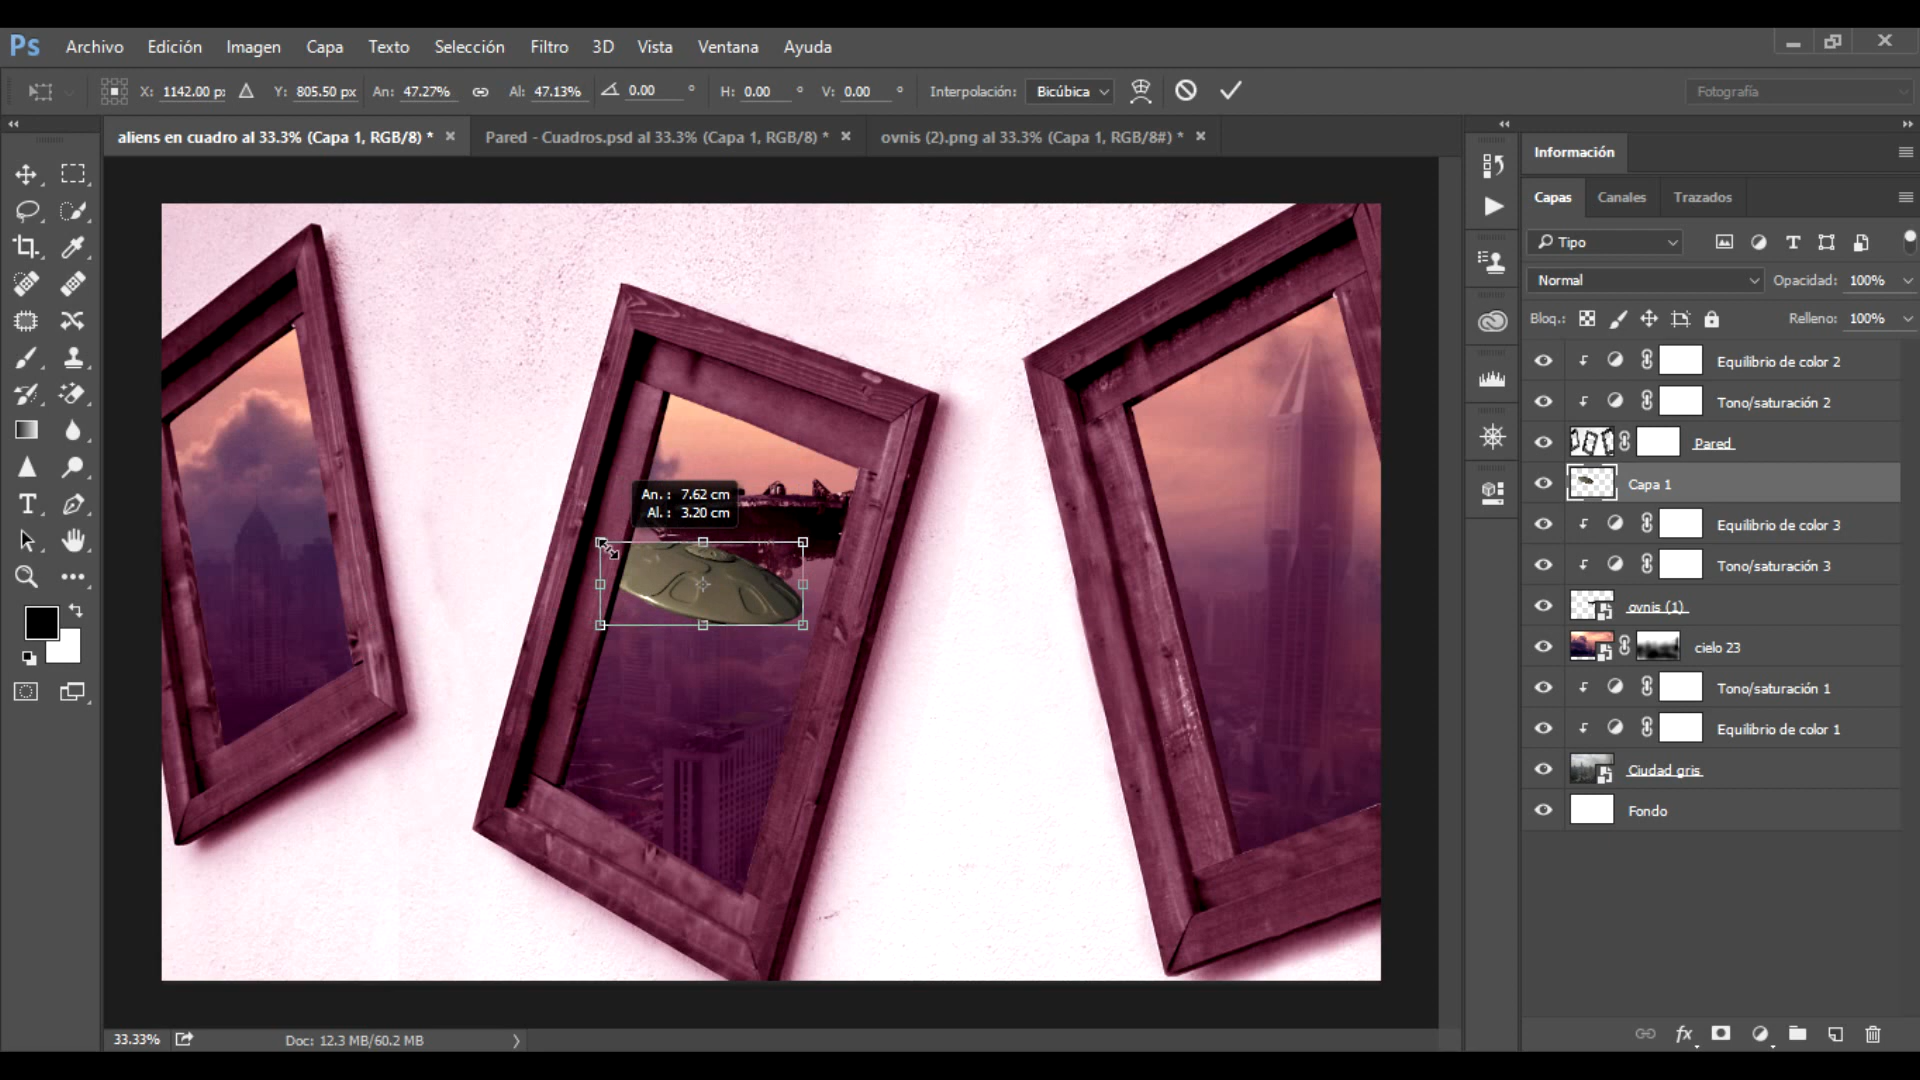 Ps Archivo Edición Imagen Capa Texto Selección Filtro 3D Vista Ventana Ayuda
X: 1142.00 p: Y: 805.50 px An: 47.27% Al: 47.13% 0.00 ° H: 0.00 ° V: 0.00 ° Interpolación: Bicúbica Fotografía
aliens en cuadro al 33.3% (Capa 1, RGB/8) * Pared - Cuadros.psd al 33.3% (Capa 1, RGB/8) * ovnis (2).png al 33.3% (Capa 1, RGB/8#) *
Información
Capas Canales Trazados
Tipo
Normal Opacidad: 100%
Bloq.: Relleno: 100%
Equilibrio de color 2
Tono/saturación 2
Pared
Capa 1
Equilibrio de color 3
Tono/saturación 3
ovnis (1)
cielo 23
Tono/saturación 1
Equilibrio de color 1
Ciudad gris
Fondo
An. : 7.62 cm
Al. : 3.20 cm
33.33% Doc: 12.3 MB/60.2 MB
fx